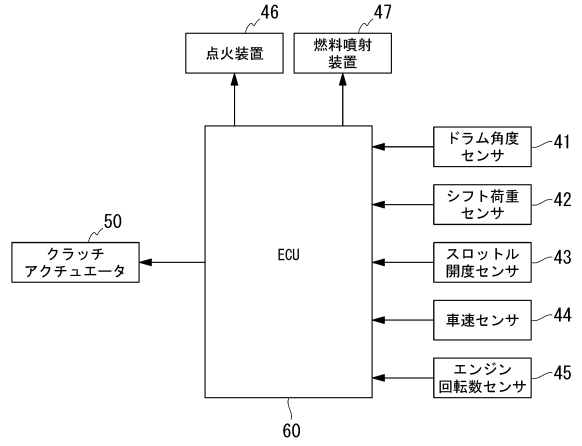 46
47
点火装置
燃料噴射
装置
ドラム角度
センサ
41
シフト荷重
センサ
42
50
クラッチ
アクチュエータ
ECU
スロットル
開度センサ
43
車速センサ
44
エンジン
回転数センサ
45
60